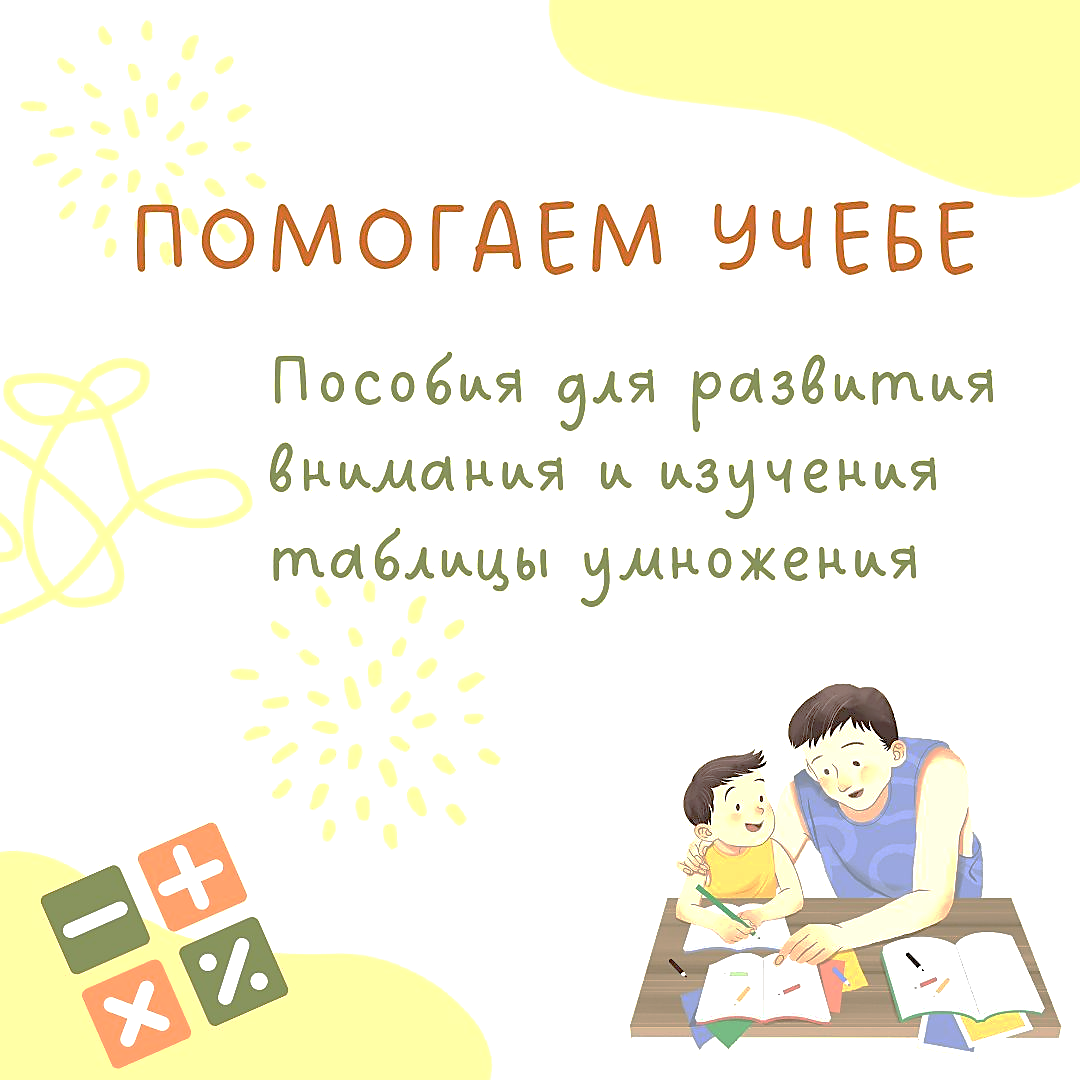 ПОМОГАЕМ УЧЕБЕ
Пособия для развития
внимания и изучения
таблицы умножения